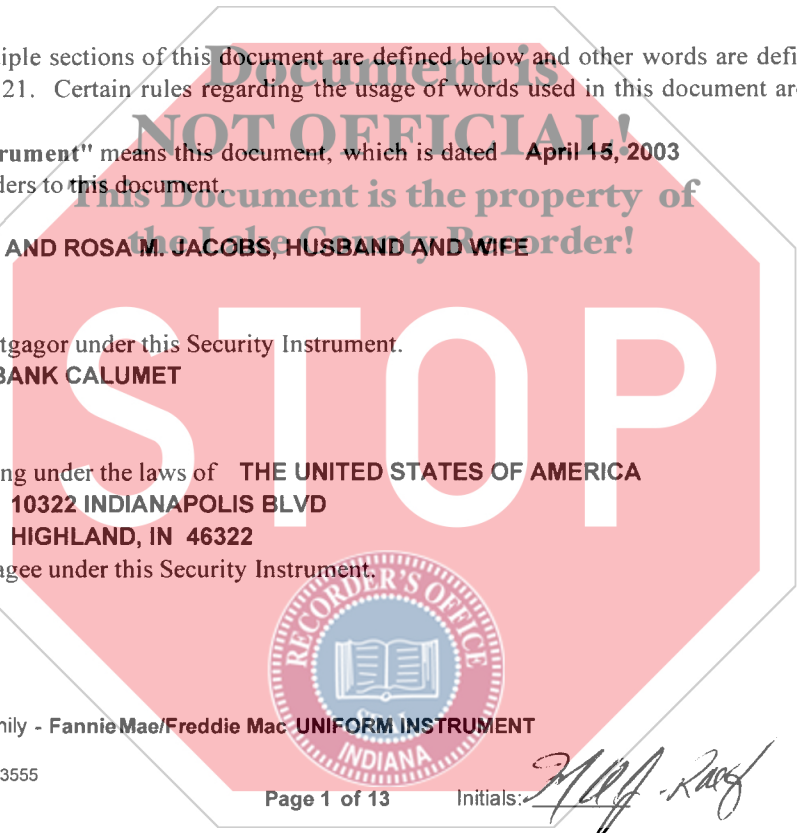 Document is
tiple sections of this document are defined below and other words are defi
21. Certain rules regarding the usage of words used in this document ar
NOT OFFICIAL!
rument" means this document, which is dated April 15, 2003
ders to this document.
This Document is the property of
the Lake County Recorder!
AND ROSA M. JACOBS, HUSBAND AND WIFE
STOP
tgagor under this Security Instrument.
BANK CALUMET
ng under the laws of THE UNITED STATES OF AMERICA
10322 INDIANAPOLIS BLVD
HIGHLAND, IN 46322
agee under this Security Instrument.
RECORDER'S OFFICE
SEAL
INDIANA
nily - Fannie Mae/Freddie Mac UNIFORM INSTRUMENT
3555
Page 1 of 13 Initials: